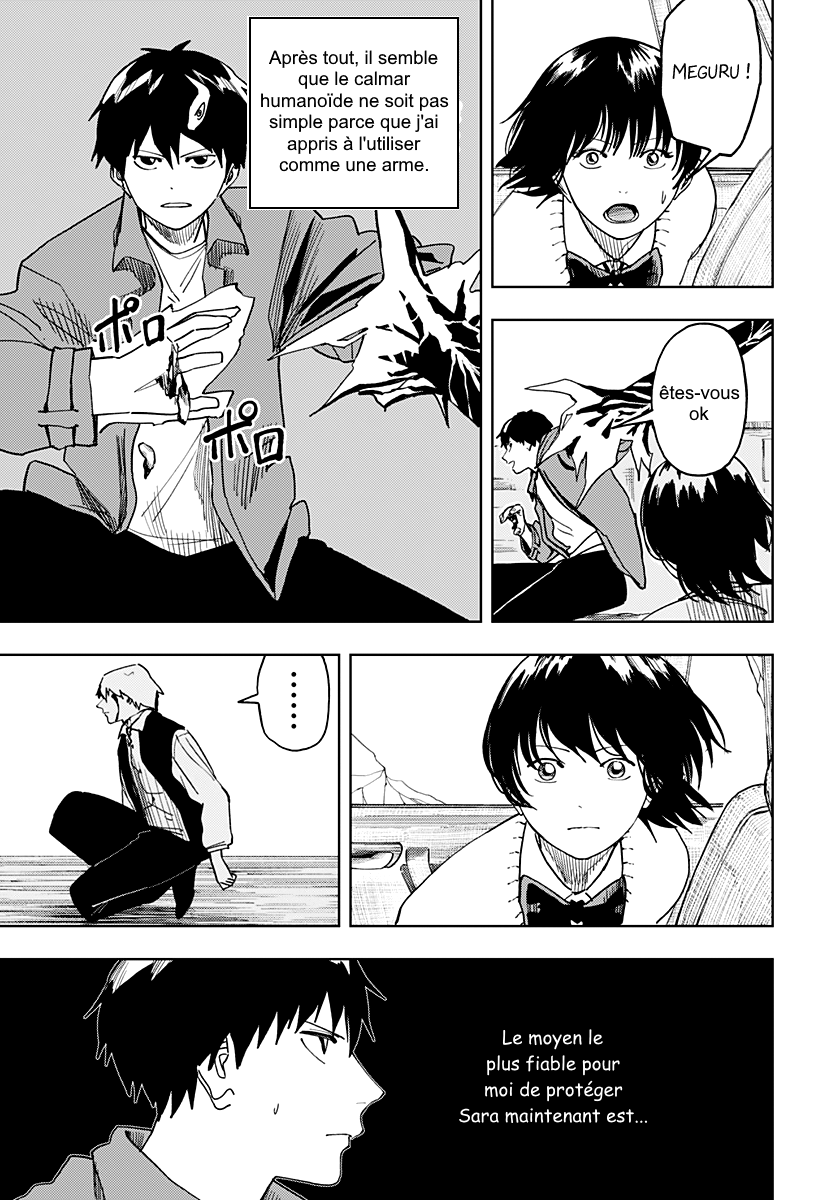 MEGURU !
Après tout, il semble
que le calmar
humanoïde ne soit pas
simple parce que j'ai
appris à l'utiliser
comme une arme.
ポロ
ポロ
êtes-vous
ok
......
Le moyen le
plus fiable pour
moi de protéger
Sara maintenant est...